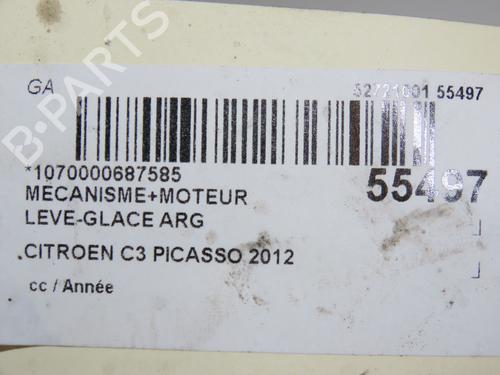 GA
52721001 55497
*1070000687585
55497
MECANISME+MOTEUR
LEVE-GLACE ARG
CITROEN C3 PICASSO 2012
cc / Année
B-PARTS